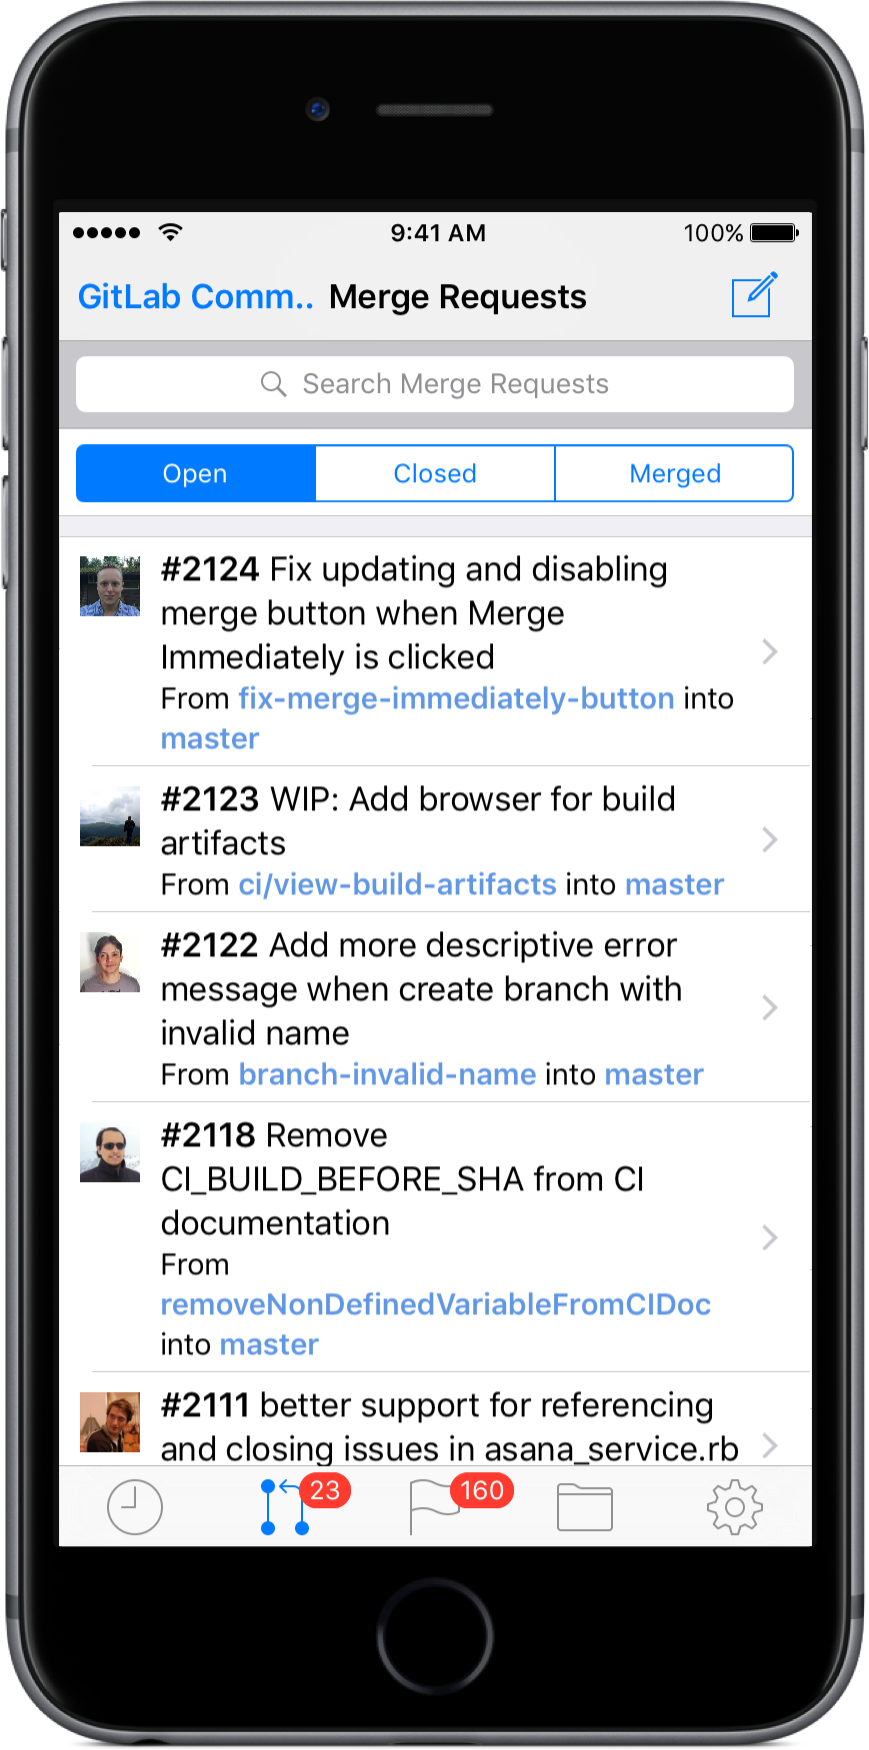 9:41 AM
100%
GitLab Comm.. Merge Requests
Search Merge Requests
Open Closed Merged
#2124 Fix updating and disabling
merge button when Merge
Immediately is clicked
From fix-merge-immediately-button into
master
#2123 WIP: Add browser for build
artifacts
From ci/view-build-artifacts into master
#2122 Add more descriptive error
message when create branch with
invalid name
From branch-invalid-name into master
#2118 Remove
CI_BUILD_BEFORE_SHA from CI
documentation
From
removeNonDefinedVariableFromCIDoc
into master
#2111 better support for referencing
and closing issues in asana_service.rb
23
160